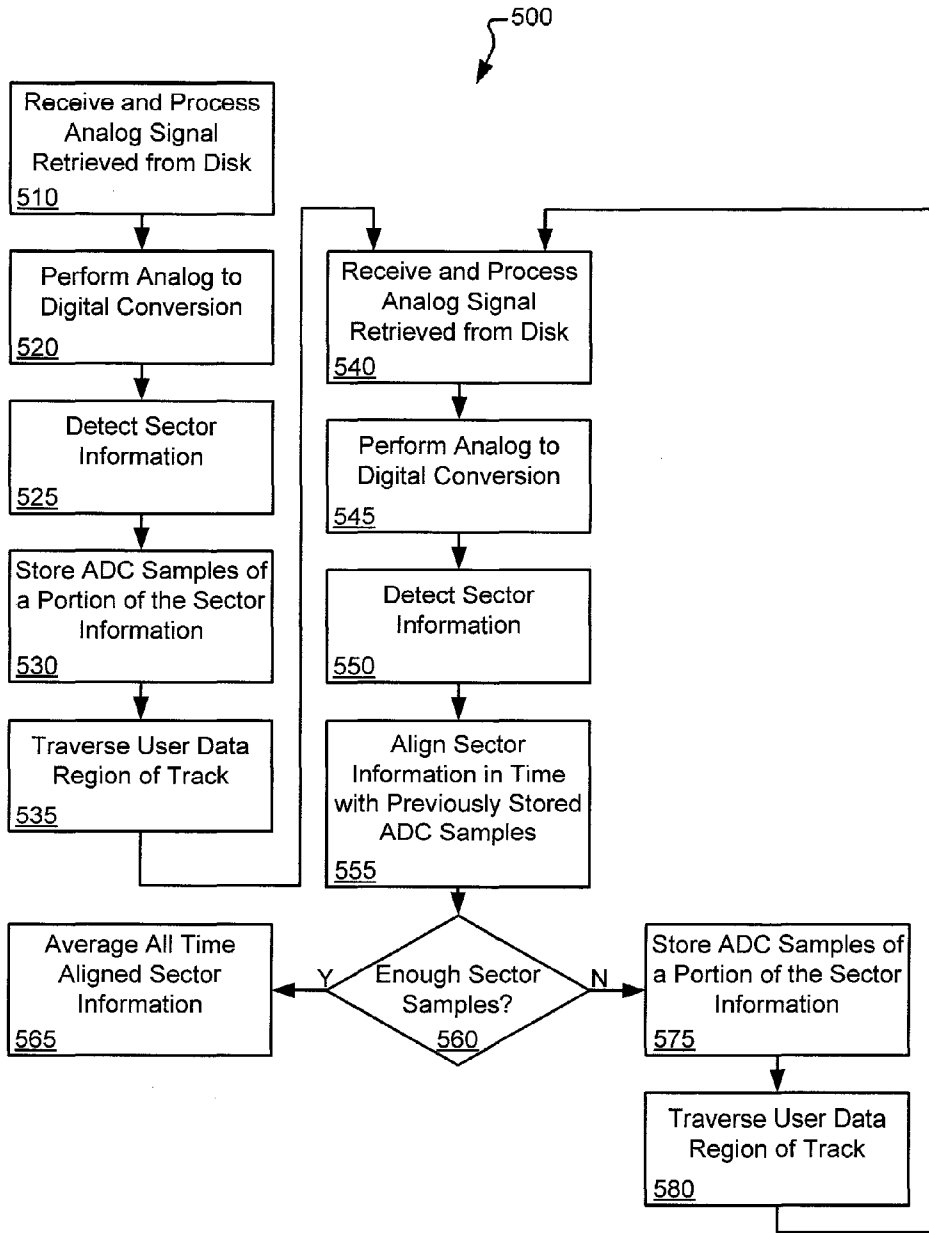 500
Receive and Process
Analog Signal
Retrieved from Disk
510
Perform Analog to
Digital Conversion
520
Detect Sector
Information
525
Store ADC Samples of
a Portion of the Sector
Information
530
Traverse User Data
Region of Track
535
Receive and Process
Analog Signal
Retrieved from Disk
540
Perform Analog to
Digital Conversion
545
Detect Sector
Information
550
Align Sector
Information in Time
with Previously Stored
ADC Samples
555
Enough Sector
Samples?
560
Y
N
Average All Time
Aligned Sector
Information
565
Store ADC Samples of
a Portion of the Sector
Information
575
Traverse User Data
Region of Track
580